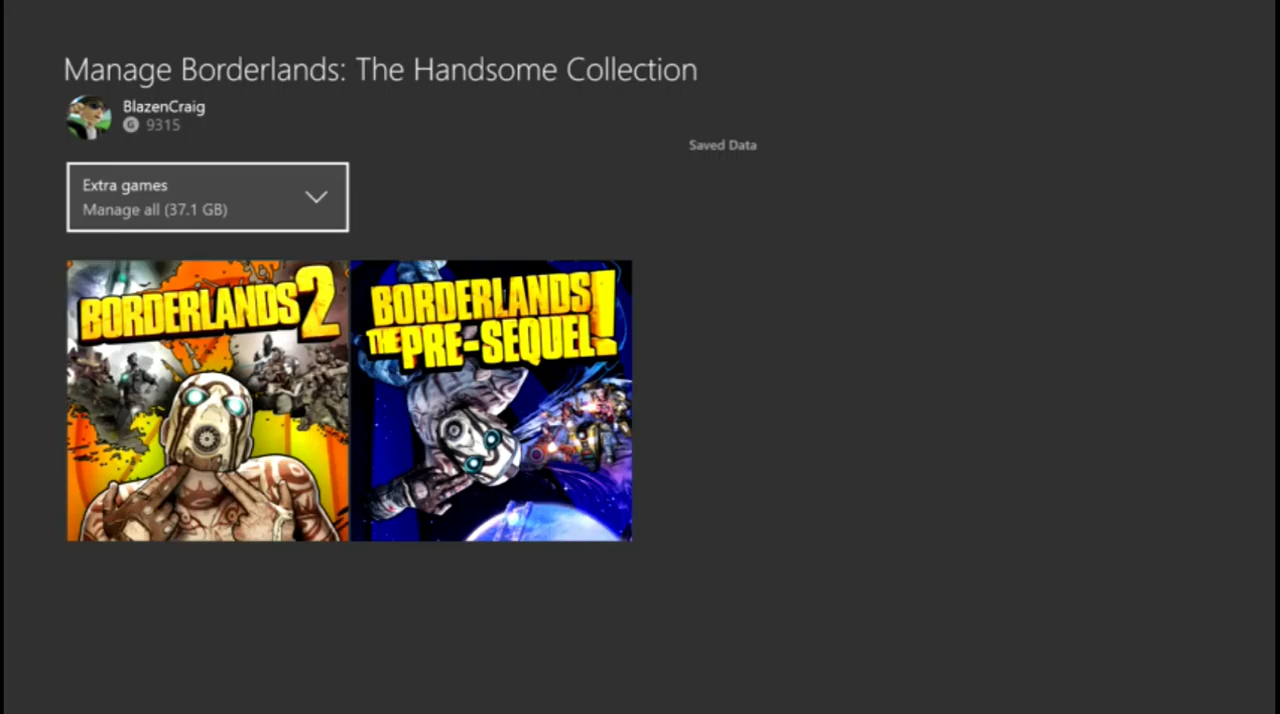 Manage Borderlands: The Handsome Collection
BlazenCraig
G 9315
Saved Data
Extra games
Manage all (37.1 GB)
BORDERLANDS 2
BORDERLANDS
THE PRE-SEQUEL!